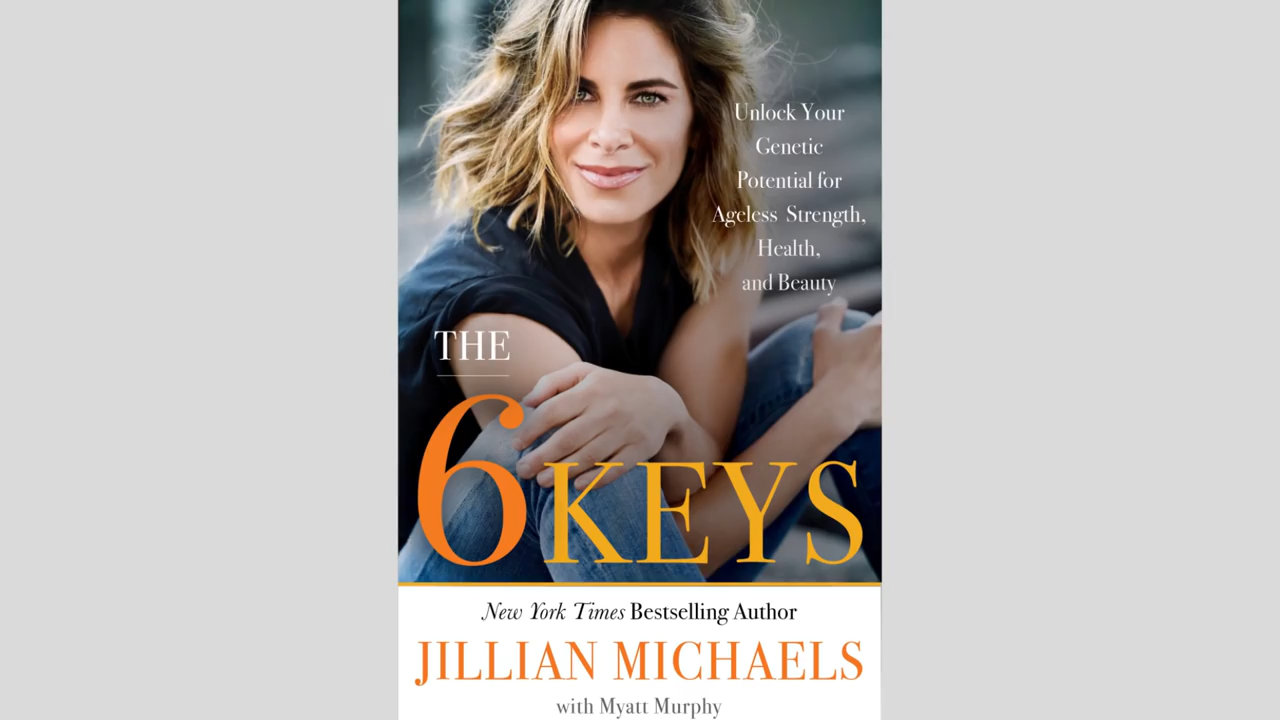 Unlock Your
Genetic
Potential for
Ageless Strength,
Health,
and Beauty
THE
6 KEYS
New York Times Bestselling Author
JILLIAN MICHAELS
with Myatt Murphy